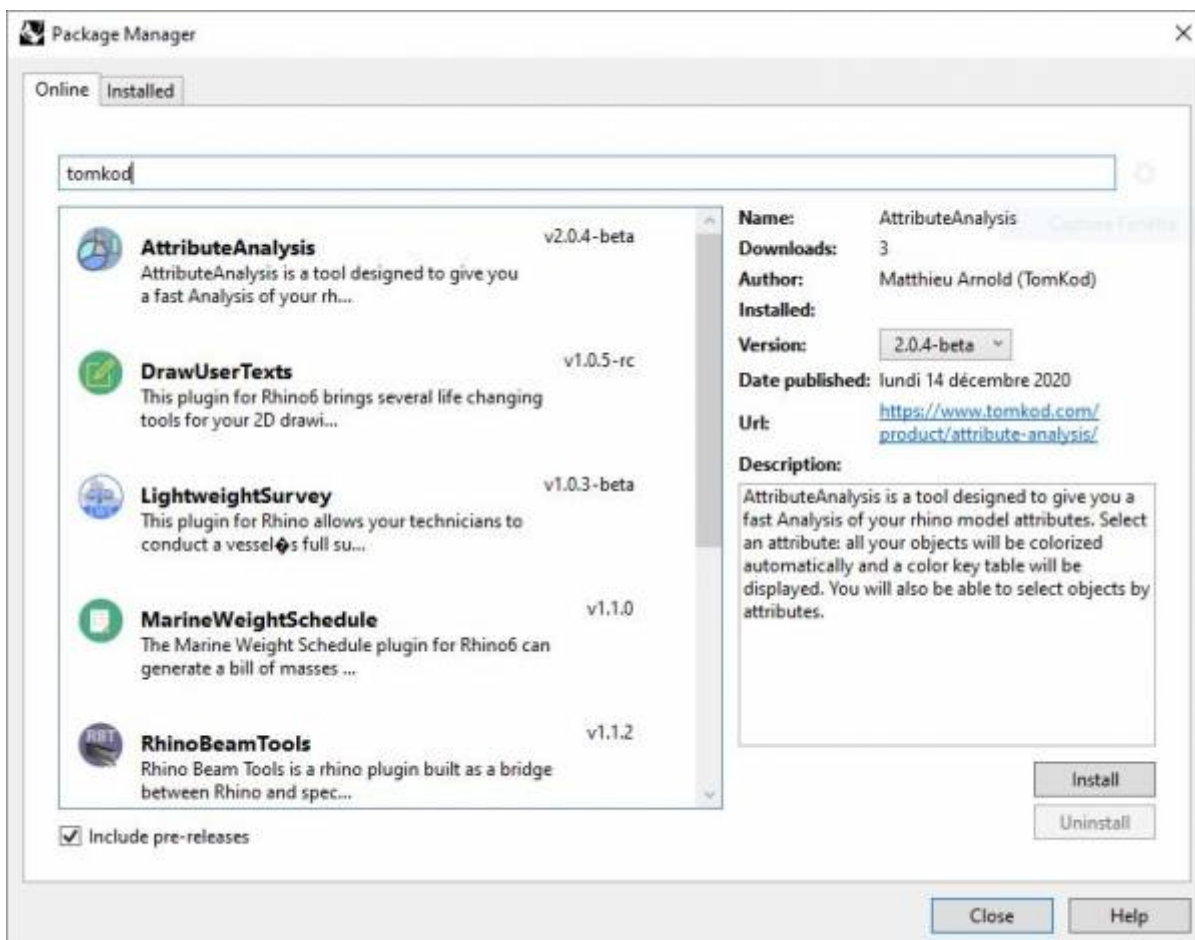 Package Manager
Online Installed
tomkod
AttributeAnalysis v2.0.4-beta
AttributeAnalysis is a tool designed to give you
a fast Analysis of your rh...
DrawUserTexts v1.0.5-rc
This plugin for Rhino6 brings several life changing
tools for your 2D drawi...
LightweightSurvey v1.0.3-beta
This plugin for Rhino allows your technicians to
conduct a vessel�s full su...
MarineWeightSchedule v1.1.0
The Marine Weight Schedule plugin for Rhino6 can
generate a bill of masses ...
RBT
RhinoBeamTools v1.1.2
Rhino Beam Tools is a rhino plugin built as a bridge
between Rhino and spec...
Include pre-releases
Name: AttributeAnalysis
Downloads: 3
Author: Matthieu Arnold (TomKod)
Installed:
Version: 2.0.4-beta
Date published: lundi 14 décembre 2020
Url: https://www.tomkod.com/
product/attribute-analysis/
Description:
AttributeAnalysis is a tool designed to give you a
fast Analysis of your rhino model attributes. Select
an attribute: all your objects will be colorized
automatically and a color key table will be
displayed. You will also be able to select objects by
attributes.
Install
Uninstall
Close Help